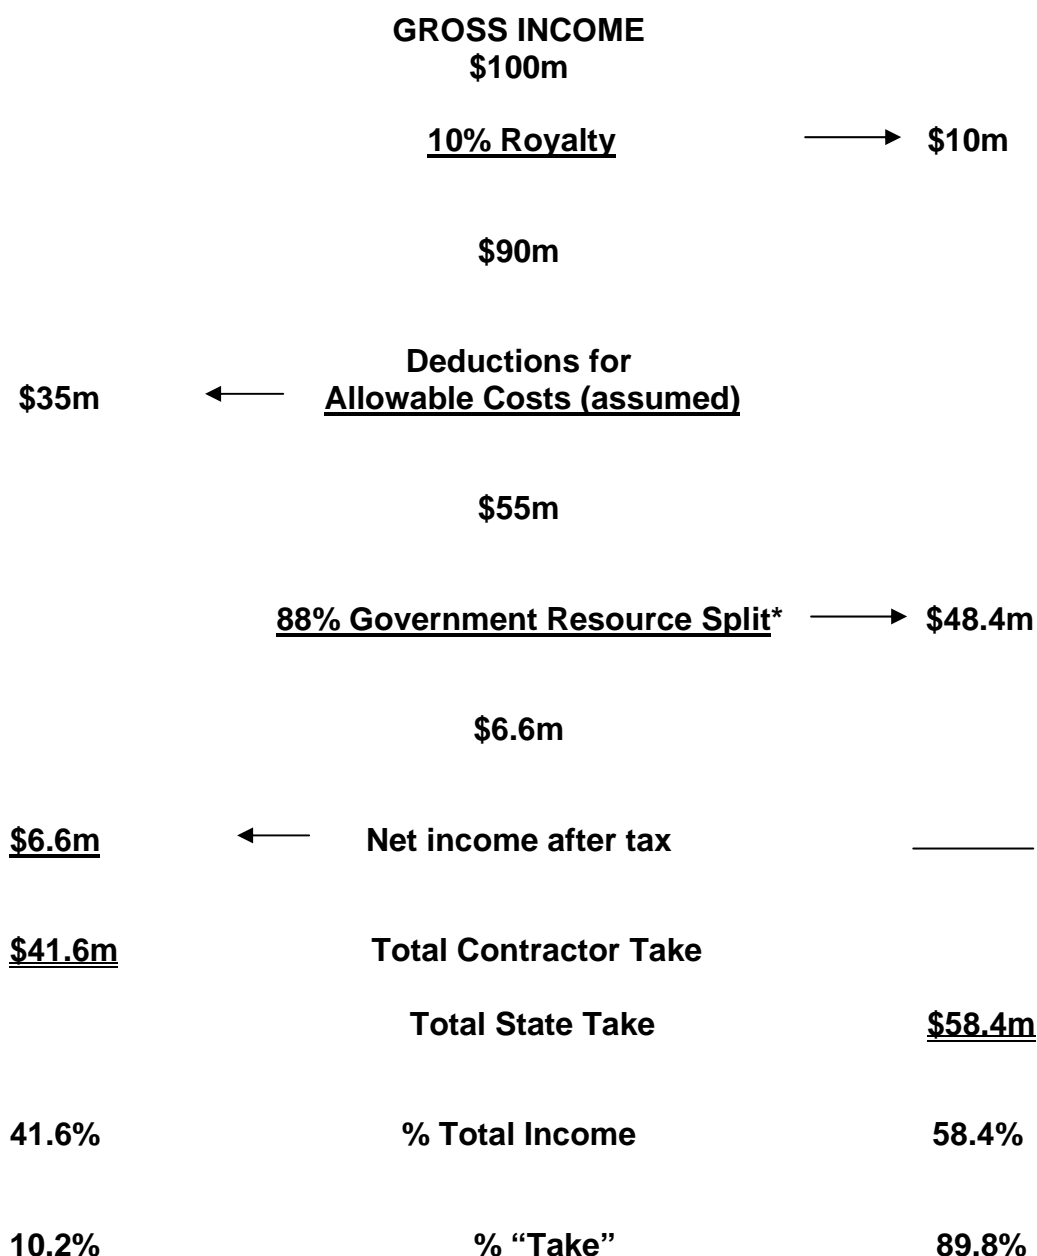 GROSS INCOME
$100m
10% Royalty $10m
$90m
Deductions for
$35m Allowable Costs (assumed)
$55m
88% Government Resource Split* $48.4m
$6.6m
$6.6m Net income after tax
$41.6m Total Contractor Take
Total State Take $58.4m
41.6% % Total Income 58.4%
10.2% % “Take” 89.8%